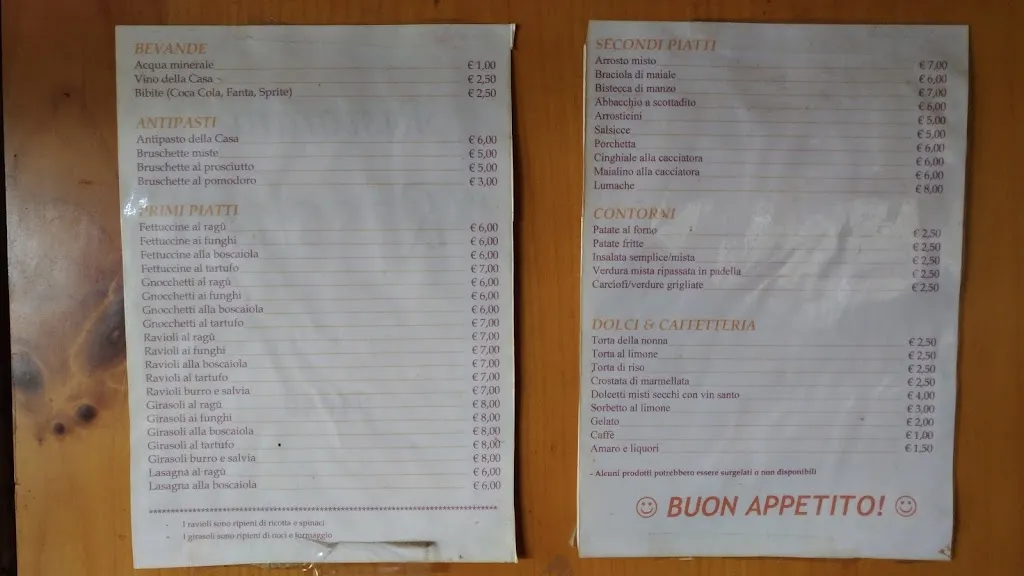 BEVANDE
Acqua minerale € 1,00
Vino della Casa € 2,50
Bibite (Coca Cola, Fanta, Sprite) € 2,50
ANTIPASTI
Antipasto della Casa € 6,00
Bruschette miste € 5,00
Bruschette al prosciutto € 5,00
Bruschette al pomodoro € 3,00
PRIMI PIATTI
Fettuccine al ragù € 6,00
Fettuccine ai funghi € 6,00
Fettuccine alla boscaiola € 6,00
Fettuccine al tartufo € 7,00
Gnocchetti al ragù € 6,00
Gnocchetti ai funghi € 6,00
Gnocchetti alla boscaiola € 6,00
Gnocchetti al tartufo € 7,00
Ravioli al ragù € 7,00
Ravioli ai funghi € 7,00
Ravioli alla boscaiola € 7,00
Ravioli al tartufo € 7,00
Ravioli burro e salvia € 7,00
Girasoli al ragù € 8,00
Girasoli ai funghi € 8,00
Girasoli alla boscaiola € 8,00
Girasoli al tartufo € 8,00
Girasoli burro e salvia € 8,00
Lasagna al ragù € 6,00
Lasagna alla boscaiola € 6,00
- I ravioli sono ripieni di ricotta e spinaci
- I girasoli sono ripieni di noci e formaggio
SECONDI PIATTI
Arrosto misto € 7,00
Braciola di maiale € 6,00
Bistecca di manzo € 7,00
Abbacchio a scottadito € 6,00
Arrosticini € 5,00
Salsicce € 5,00
Porchetta € 6,00
Cinghiale alla cacciatora € 6,00
Maialino alla cacciatora € 6,00
Lumache € 8,00
CONTORNI
Patate al forno € 2,50
Patate fritte € 2,50
Insalata semplice/mista € 2,50
Verdura mista ripassata in padella € 2,50
Carciofi/verdure grigliate € 2,50
DOLCI & CAFFETTERIA
Torta della nonna € 2,50
Torta al limone € 2,50
Torta di riso € 2,50
Crostata di marmellata € 2,50
Dolcetti misti secchi con vin santo € 4,00
Sorbetto al limone € 3,00
Gelato € 2,00
Caffè € 1,00
Amaro e liquori € 1,50
- Alcuni prodotti potrebbero essere surgelati o non disponibili
☺ BUON APPETITO! ☺